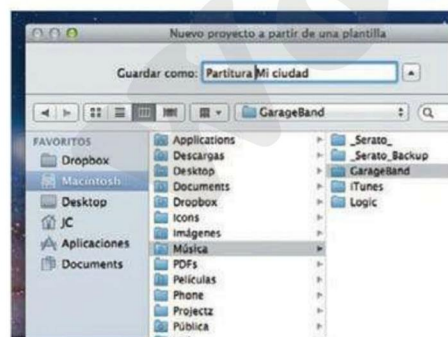 Nuevo proyecto a partir de una plantilla
Guardar como: Partitura Mi ciudad
GarageBand
FAVORITOS
Dropbox
Macintosh
Desktop
JC
Aplicaciones
Documents
Applications
Descargas
Desktop
Documents
Dropbox
Icons
Imágenes
Música
PDFs
Películas
Phone
Projectz
Pública
_Serato_
_Serato_Backup
GarageBand
iTunes
Logic